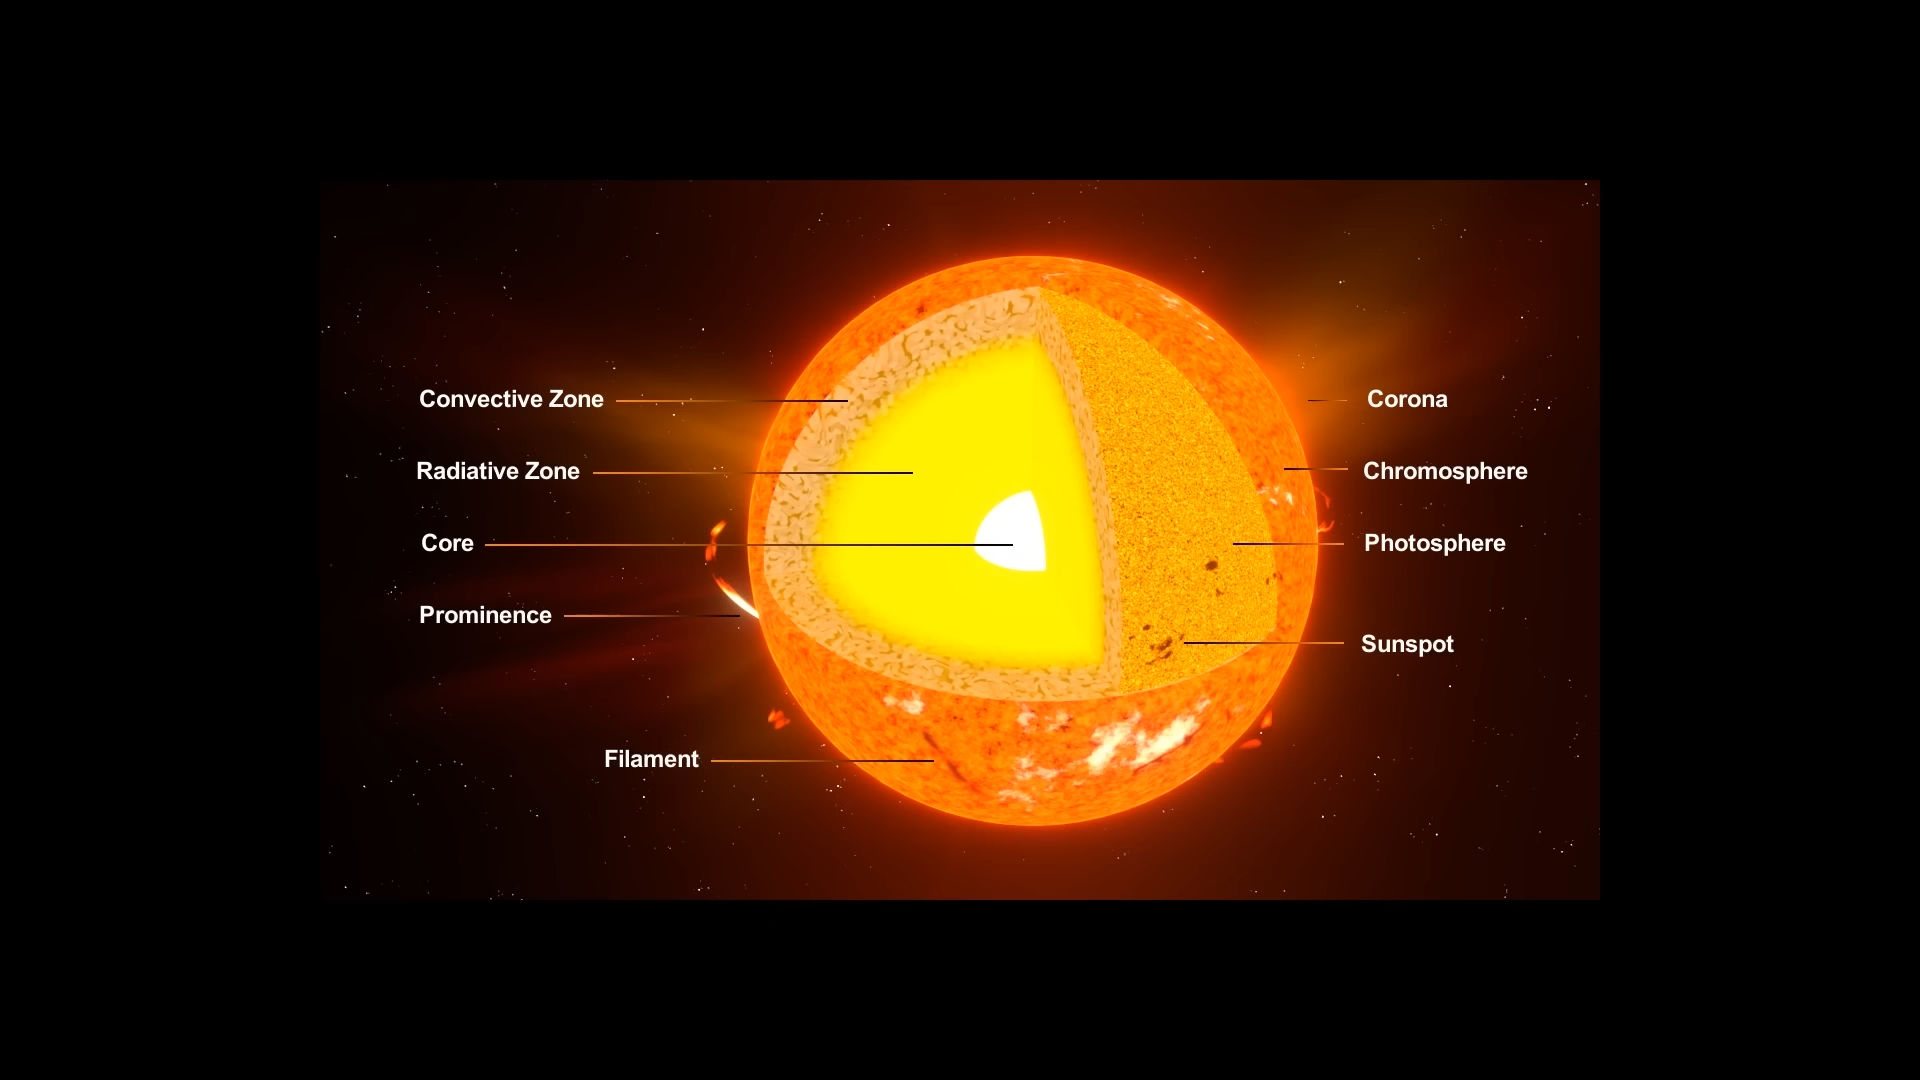 Convective Zone
Radiative Zone
Core
Prominence
Filament
Corona
Chromosphere
Photosphere
Sunspot